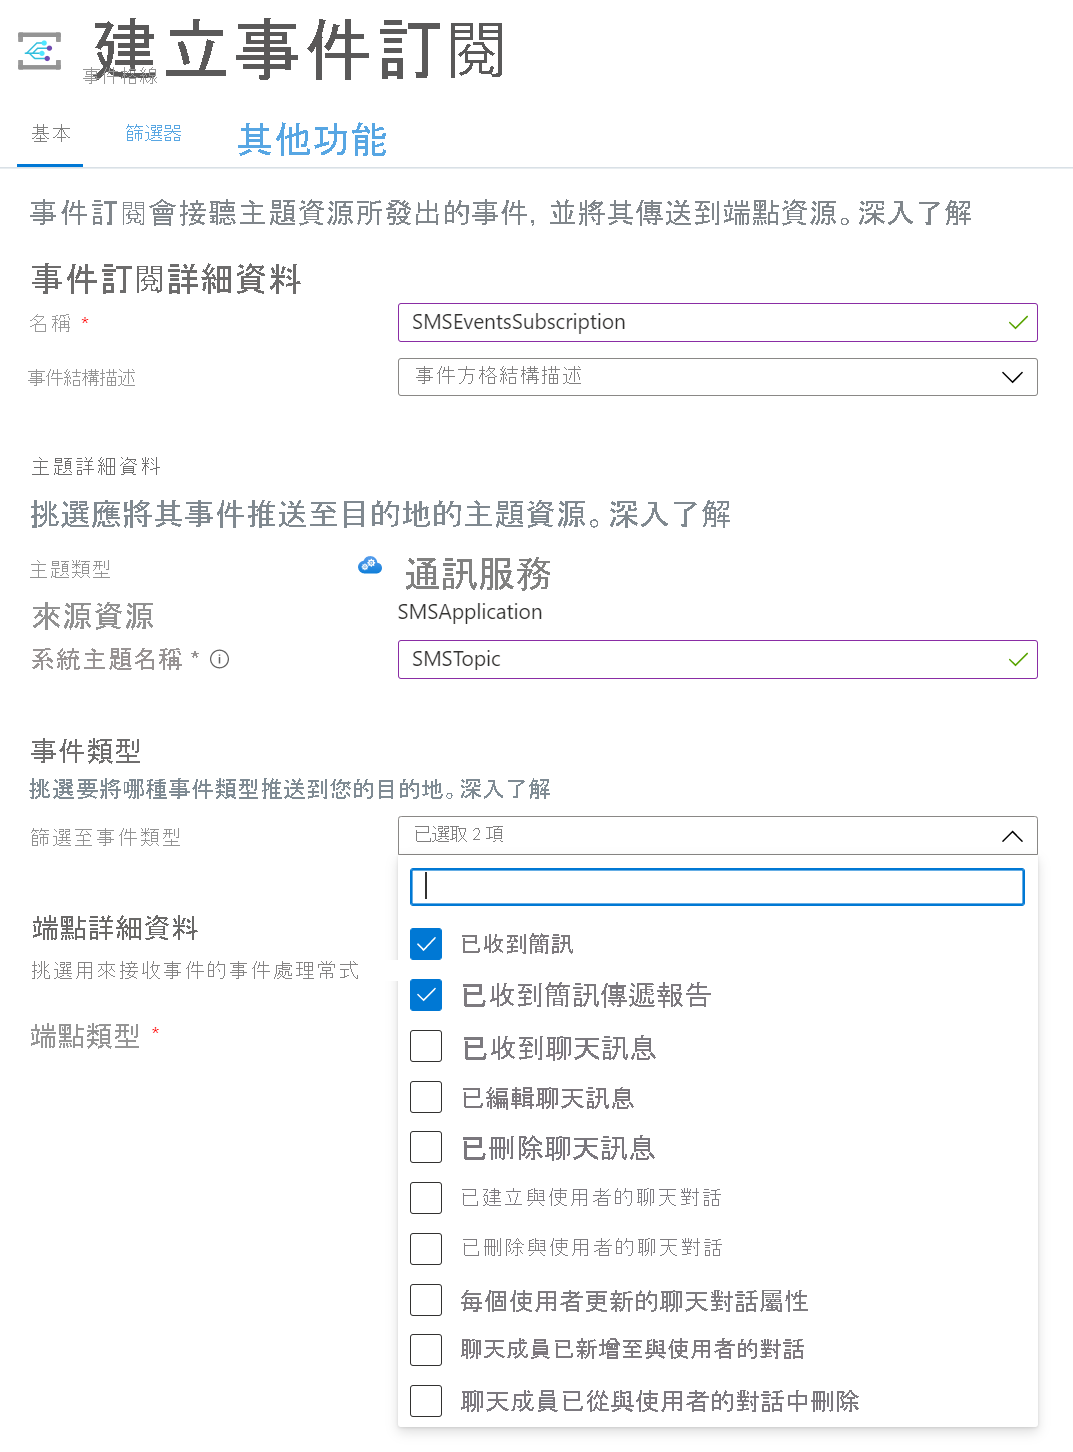 建立事件訂閱
事件格線
基本 篩選器 其他功能
事件訂閱會接聽主題資源所發出的事件, 並將其傳送到端點資源。深入了解
事件訂閱詳細資料
名稱 * SMSEventsSubscription
事件結構描述 事件方格結構描述
主題詳細資料
挑選應將其事件推送至目的地的主題資源。深入了解
主題類型 通訊服務
來源資源 SMSApplication
系統主題名稱 * SMSTopic
事件類型
挑選要將哪種事件類型推送到您的目的地。深入了解
篩選至事件類型 已選取 2 項
已收到簡訊
端點詳細資料
挑選用來接收事件的事件處理常式
端點類型 *
已收到簡訊傳遞報告
已收到聊天訊息
已編輯聊天訊息
已刪除聊天訊息
已建立與使用者的聊天對話
已刪除與使用者的聊天對話
每個使用者更新的聊天對話屬性
聊天成員已新增至與使用者的對話
聊天成員已從與使用者的對話中刪除